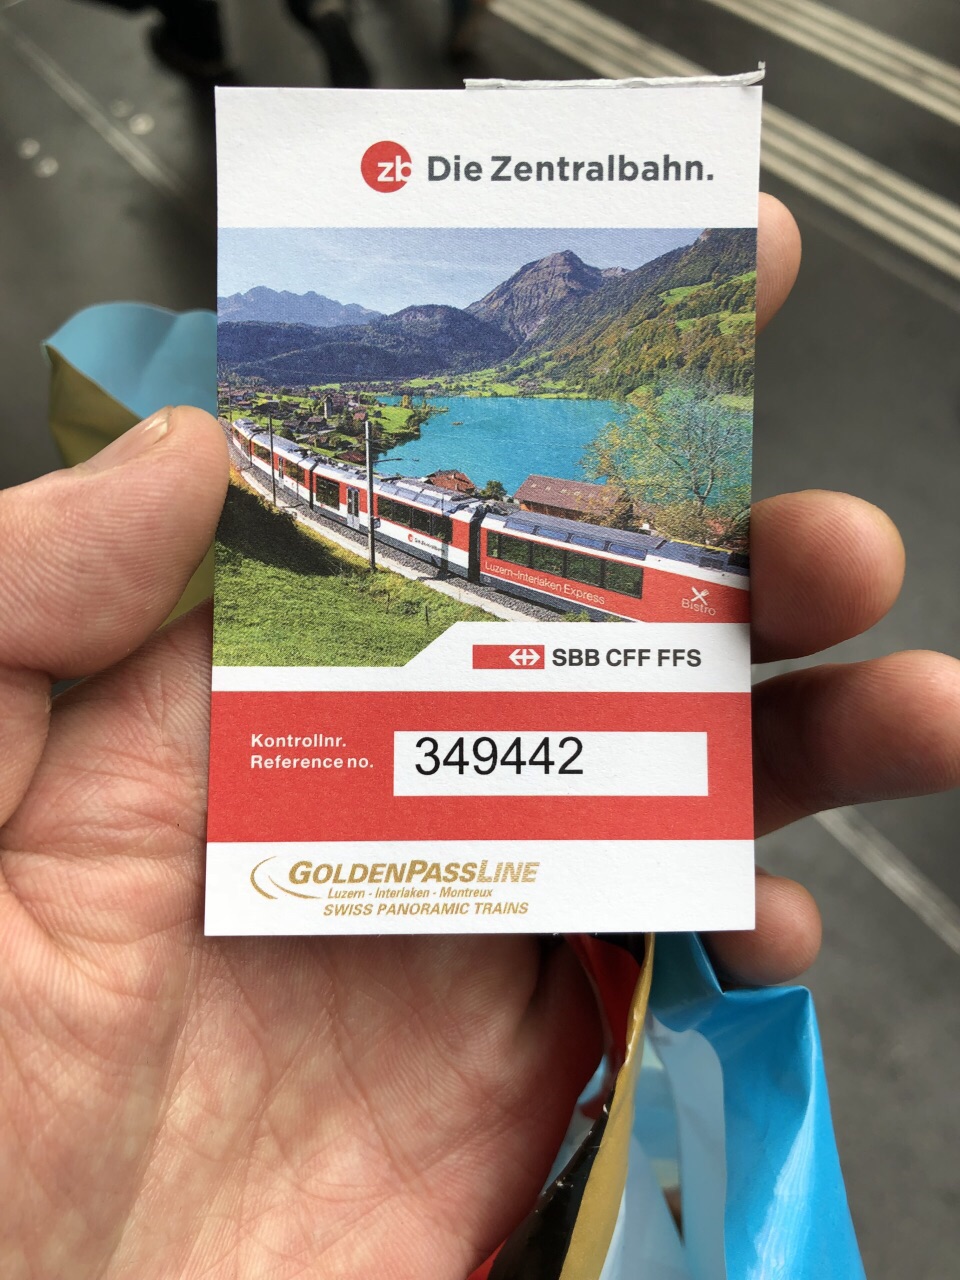 zb Die Zentralbahn.
Zentralbahn
Luzern-Interlaken Express
Bistro
SBB CFF FFS
Kontrollnr.
Reference no.
349442
GOLDENPASSLINE
Luzern - Interlaken - Montreux
SWISS PANORAMIC TRAINS